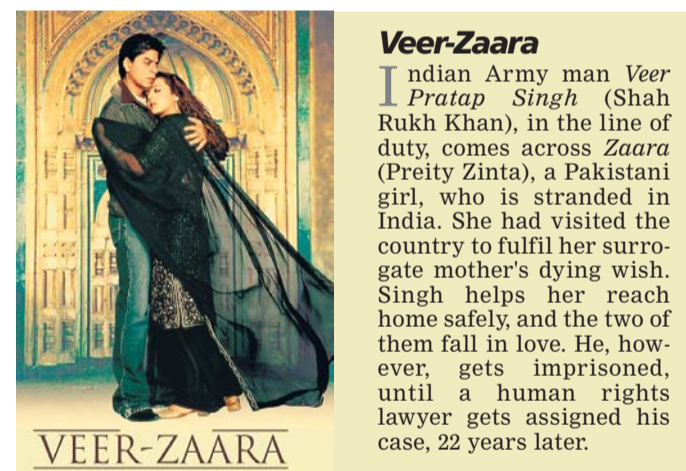 VEER-ZAARA
Veer-Zaara
Indian Army man Veer
Pratap Singh (Shah
Rukh Khan), in the line of
duty, comes across Zaara
(Preity Zinta), a Pakistani
girl, who is stranded in
India. She had visited the
country to fulfil her surro-
gate mother's dying wish.
Singh helps her reach
home safely, and the two of
them fall in love. He, how-
ever, gets imprisoned,
until a human rights
lawyer gets assigned his
case, 22 years later.